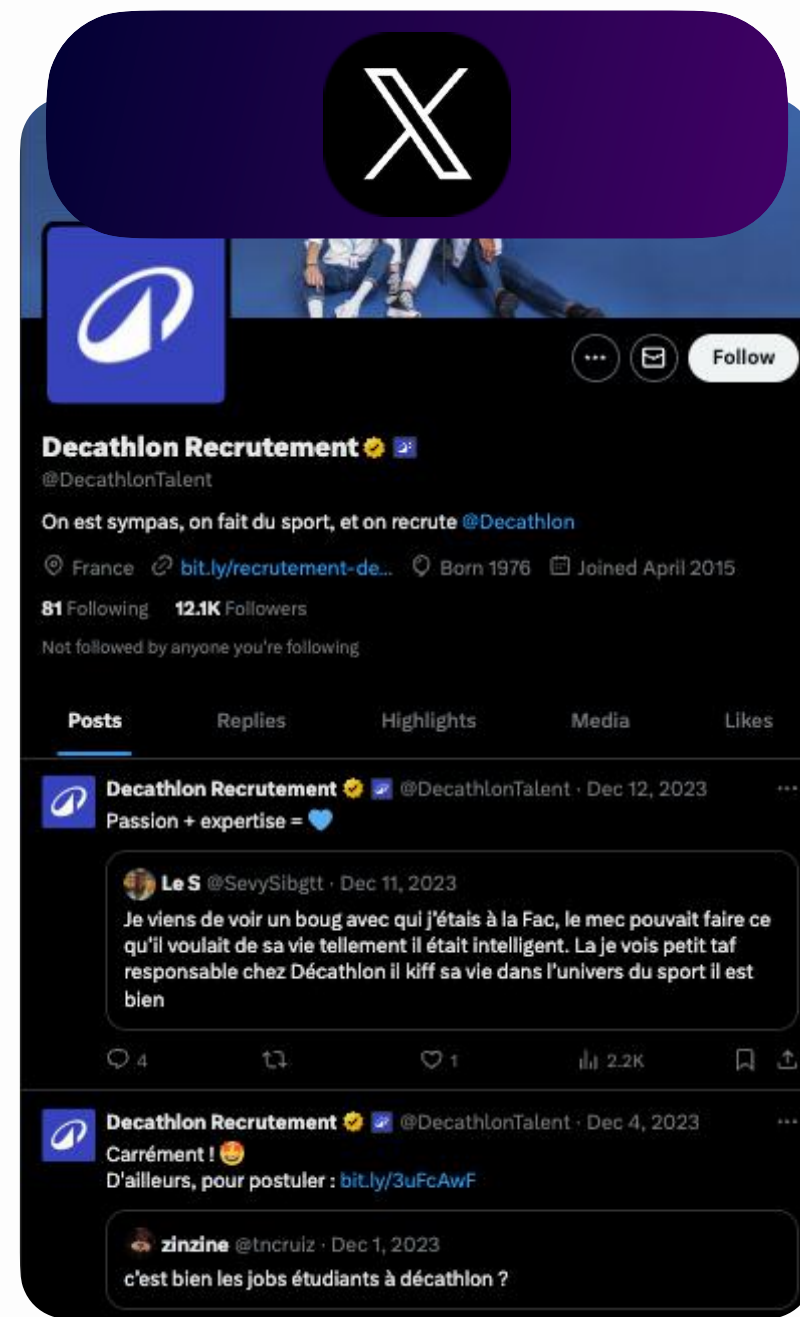 Follow
Decathlon Recrutement
@DecathlonTalent
On est sympas, on fait du sport, et on recrute @Decathlon
France bit.ly/recrutement-de... Born 1976 Joined April 2015
81 Following 12.1K Followers
Not followed by anyone you're following
Posts Replies Highlights Media Likes
Decathlon Recrutement @DecathlonTalent · Dec 12, 2023
Passion + expertise = 💙
Le S @SevySibgtt · Dec 11, 2023
Je viens de voir un boug avec qui j'étais à la Fac, le mec pouvait faire ce
qu'il voulait de sa vie tellement il était intelligent. La je vois petit taf
responsable chez Décathlon il kiff sa vie dans l'univers du sport il est
bien
4 1 2.2K
Decathlon Recrutement @DecathlonTalent · Dec 4, 2023
Carrément ! 🤩
D'ailleurs, pour postuler : bit.ly/3uFcAwF
zinzine @tncruiz · Dec 1, 2023
c'est bien les jobs étudiants à décathlon ?